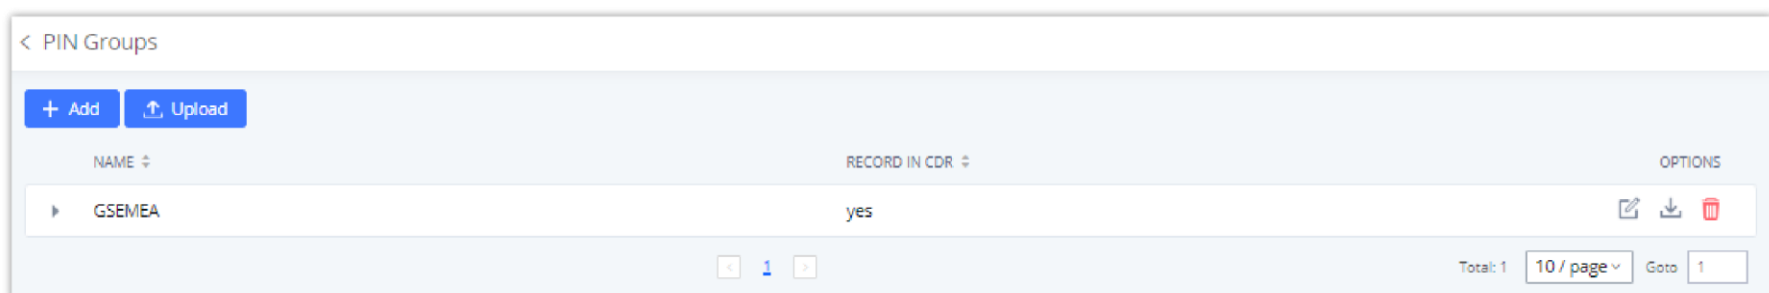 PIN Groups
Add
Upload
NAME
RECORD IN CDR
OPTIONS
GSEMEA
yes
1
Total: 1
10 / page
Goto
1